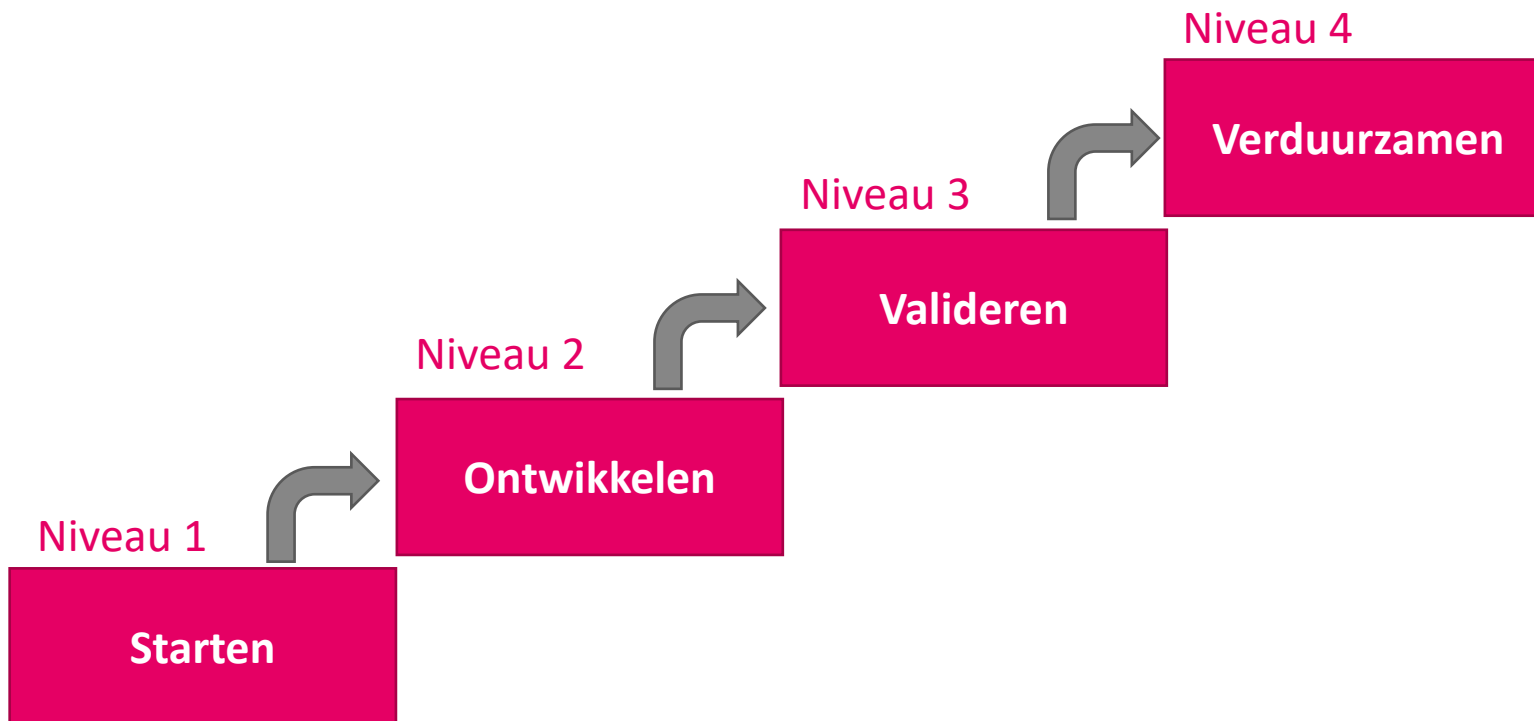 Niveau 4
Verduurzamen
Niveau 3
Valideren
Niveau 2
Ontwikkelen
Niveau 1
Starten